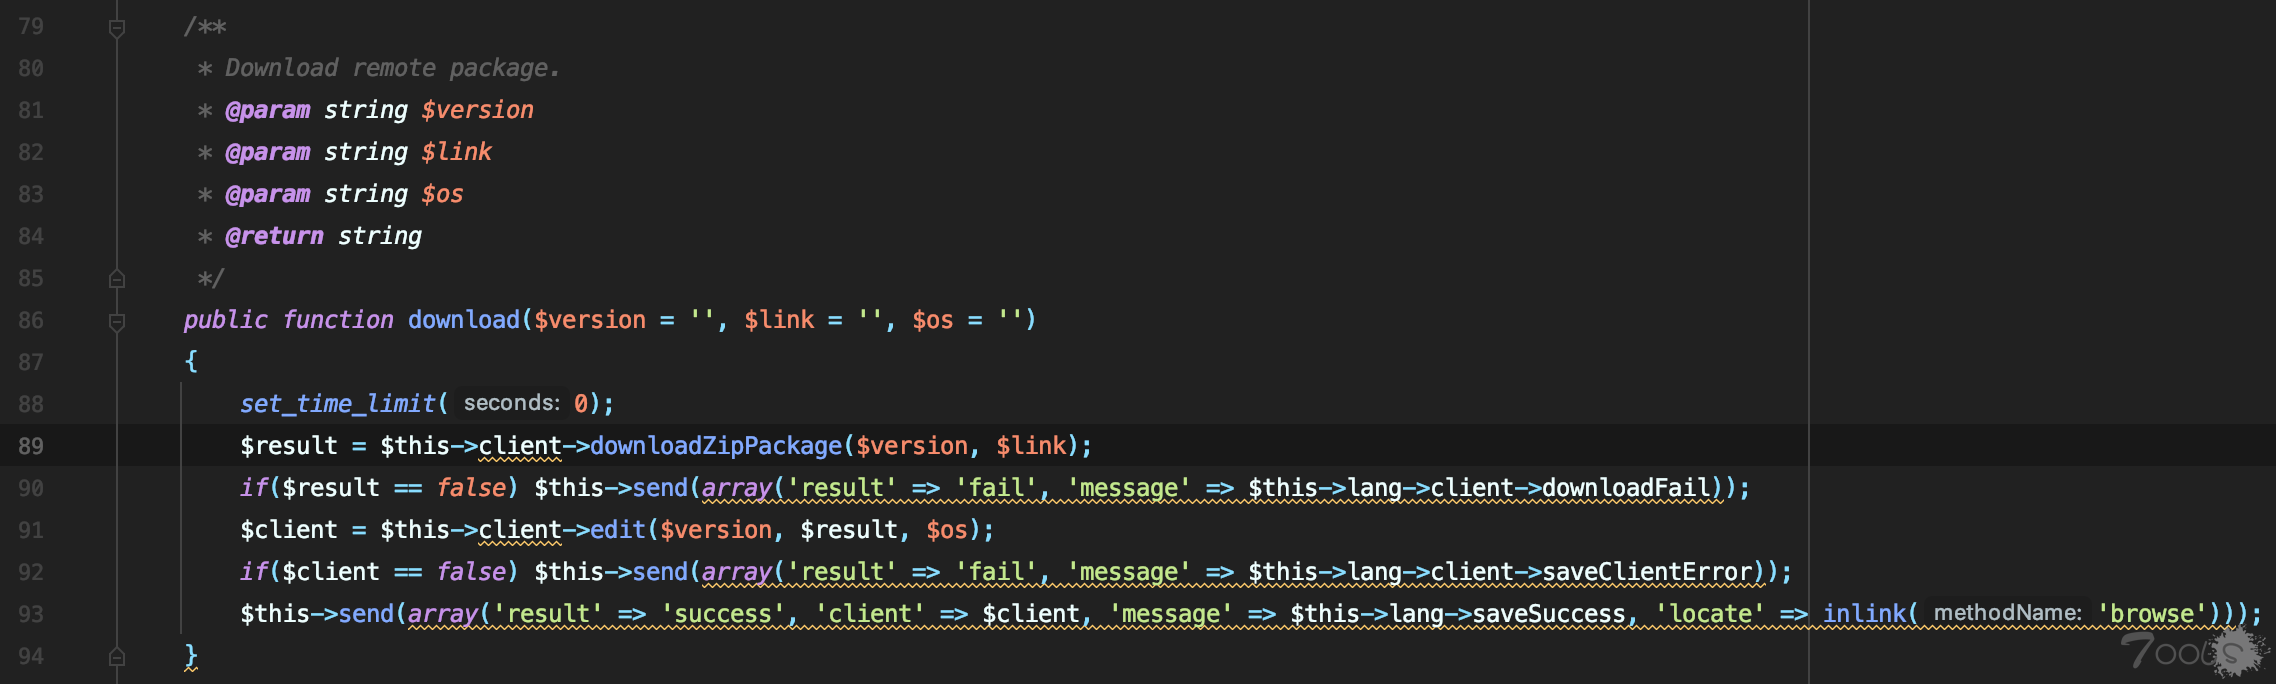 79 /**
80 * Download remote package.
81 * @param string $version
82 * @param string $link
83 * @param string $os
84 * @return string
85 */
86 public function download($version = '', $link = '', $os = '')
87 {
88 set_time_limit( seconds: 0);
89 $result = $this->client->downloadZipPackage($version, $link);
90 if($result == false) $this->send(array('result' => 'fail', 'message' => $this->lang->client->downloadFail));
91 $client = $this->client->edit($version, $result, $os);
92 if($client == false) $this->send(array('result' => 'fail', 'message' => $this->lang->client->saveClientError));
93 $this->send(array('result' => 'success', 'client' => $client, 'message' => $this->lang->saveSuccess, 'locate' => inlink( methodName: 'browse')));
94 }
TOOLS